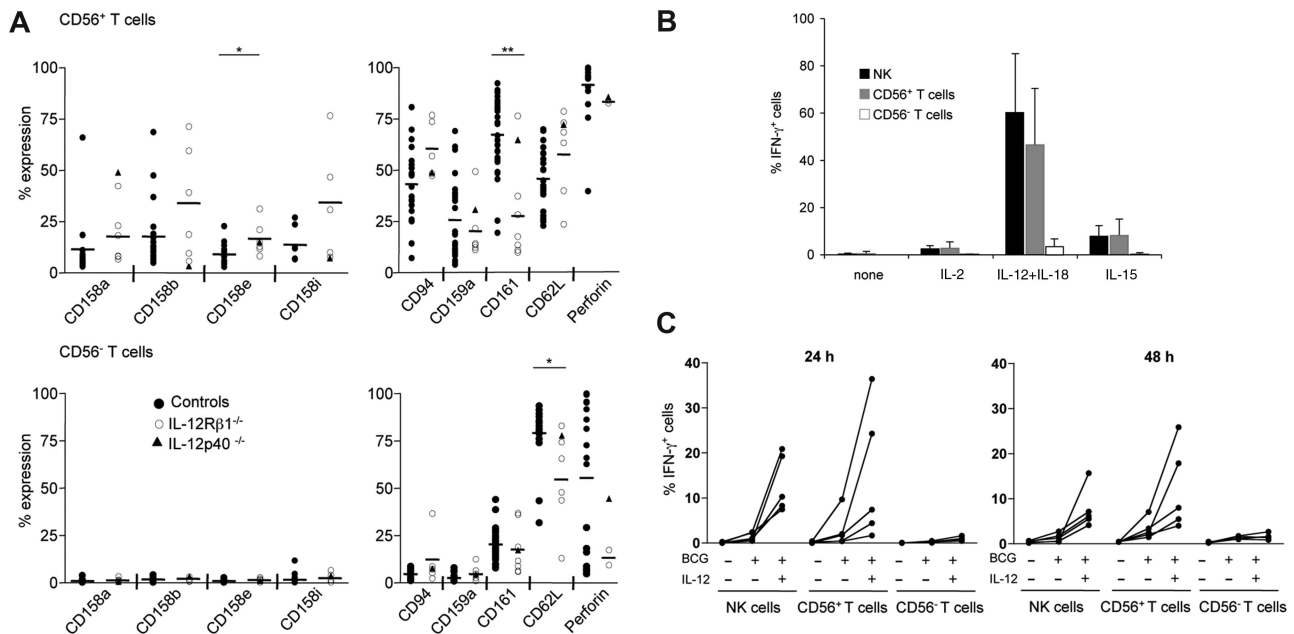 A
CD56⁺ T cells
*
100
75
50
25
0
% expression
CD158a
CD158b
CD158e
CD158i
**
100
75
50
25
0
CD94
CD159a
CD161
CD62L
Perforin
CD56⁻ T cells
Controls
IL-12Rβ1⁻/⁻
IL-12p40 ⁻/⁻
100
75
50
25
0
% expression
CD158a
CD158b
CD158e
CD158i
*
100
75
50
25
0
CD94
CD159a
CD161
CD62L
Perforin
B
100
80
60
40
20
0
% IFN-γ⁺ cells
NK
CD56⁺ T cells
CD56⁻ T cells
none IL-2 IL-12+IL-18 IL-15
C
24 h
40
30
20
10
0
% IFN-γ⁺ cells
BCG − + + − + + − + +
IL-12 − − + − − + − − +
NK cells CD56⁺ T cells CD56⁻ T cells
48 h
40
30
20
10
0
BCG − + + − + + − + +
IL-12 − − + − − + − − +
NK cells CD56⁺ T cells CD56⁻ T cells